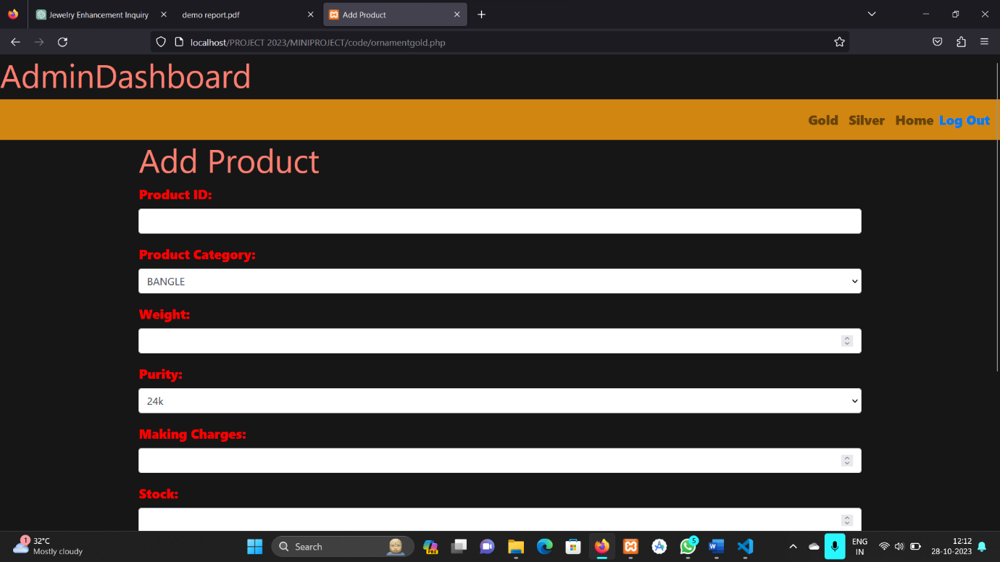 Jewelry Enhancement Inquiry
demo report.pdf
Add Product
localhost/PROJECT 2023/MINIPROJECT/code/ornamentgold.php
AdminDashboard
Gold Silver Home Log Out
Add Product
Product ID:
Product Category:
BANGLE
Weight:
Purity:
24k
Making Charges:
Stock:
1
32°C
Mostly cloudy
Search
PRE
5
W
ENG
IN
12:12
28-10-2023